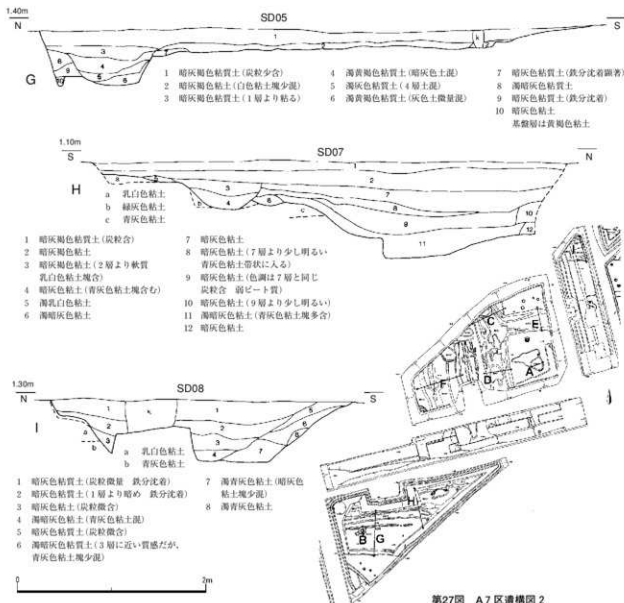 1.40m
N
SD05
S
G
1 暗灰褐色粘質土(炭粒少含)
2 暗灰褐色粘土(白色粘土塊少混)
3 暗灰褐色粘質土(1層より粘る)
4 濁黄褐色粘質土(暗灰色土混)
5 濁灰色粘質土(4層土混)
6 濁黄褐色粘質土(灰色土微量混)
7 暗灰色粘質土(鉄分沈着顕著)
8 濁暗灰色粘質土
9 暗灰色粘質土(鉄分沈着)
10 暗灰色粘土
基盤層は黄褐色粘土
1.10m
S
SD07
N
H
a 乳白色粘土
b 緑灰色粘土
c 青灰色粘土
1 暗灰褐色粘質土(炭粒含)
2 暗灰褐色粘土
3 暗灰褐色粘土(2層より軟質
乳白色粘土塊含)
4 暗灰色粘土(青灰色粘土塊含む)
5 濁乳白色粘土
6 濁暗灰色粘土
7 暗灰色粘土
8 暗灰色粘土(7層より少し明るい
青灰色粘土帯状に入る)
9 暗灰色粘土(色調は7層と同じ
炭粒含 弱ピート質)
10 暗灰色粘土(9層より少し明るい)
11 濁暗灰色粘土(青灰色粘土塊多含)
12 暗灰色粘土
1.30m
N
SD08
S
I
a 乳白色粘土
b 青灰色粘土
1 暗灰色粘質土(炭粒微量 鉄分沈着)
2 暗灰色粘質土(1層より暗め 鉄分沈着)
3 暗灰色粘土(炭粒微含)
4 濁暗灰色粘土(青灰色粘土混)
5 暗灰色粘質土(炭粒微含)
6 濁暗灰色粘質土(3層に近い質感だが、
青灰色粘土塊少混)
7 濁青灰色粘土(暗灰色
粘土塊少混)
8 濁青灰色粘土
0
2m
C
E
F
D
A
H
B
G
第27図 A7区遺構図2